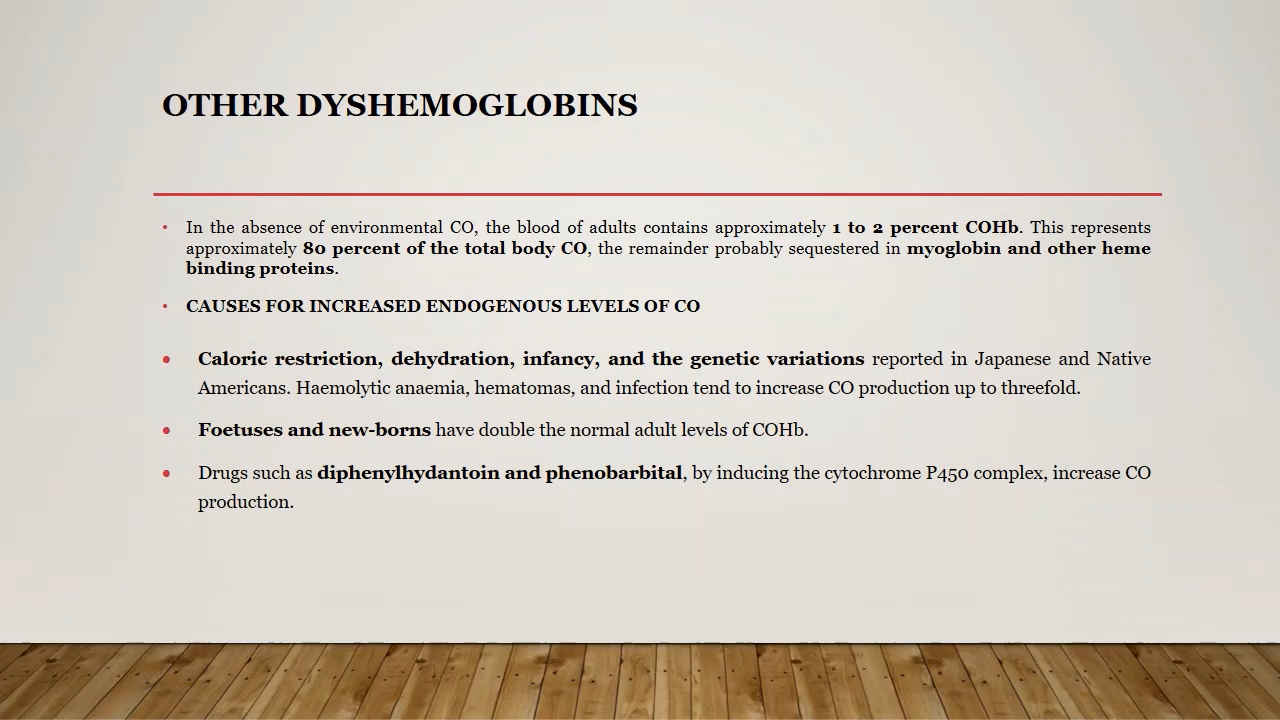 OTHER DYSHEMOGLOBINS
• In the absence of environmental CO, the blood of adults contains approximately 1 to 2 percent COHb. This represents
approximately 80 percent of the total body CO, the remainder probably sequestered in myoglobin and other heme
binding proteins.
• CAUSES FOR INCREASED ENDOGENOUS LEVELS OF CO
• Caloric restriction, dehydration, infancy, and the genetic variations reported in Japanese and Native
Americans. Haemolytic anaemia, hematomas, and infection tend to increase CO production up to threefold.
• Foetuses and new-borns have double the normal adult levels of COHb.
• Drugs such as diphenylhydantoin and phenobarbital, by inducing the cytochrome P450 complex, increase CO
production.